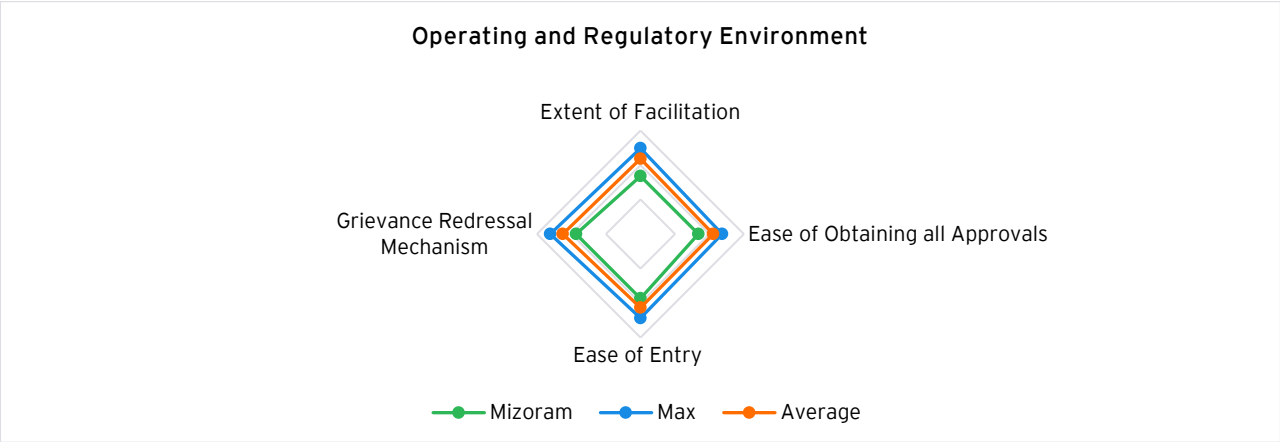 Operating and Regulatory Environment
Extent of Facilitation
Grievance Redressal
Mechanism
Ease of Obtaining all Approvals
Ease of Entry
Mizoram
Max
Average